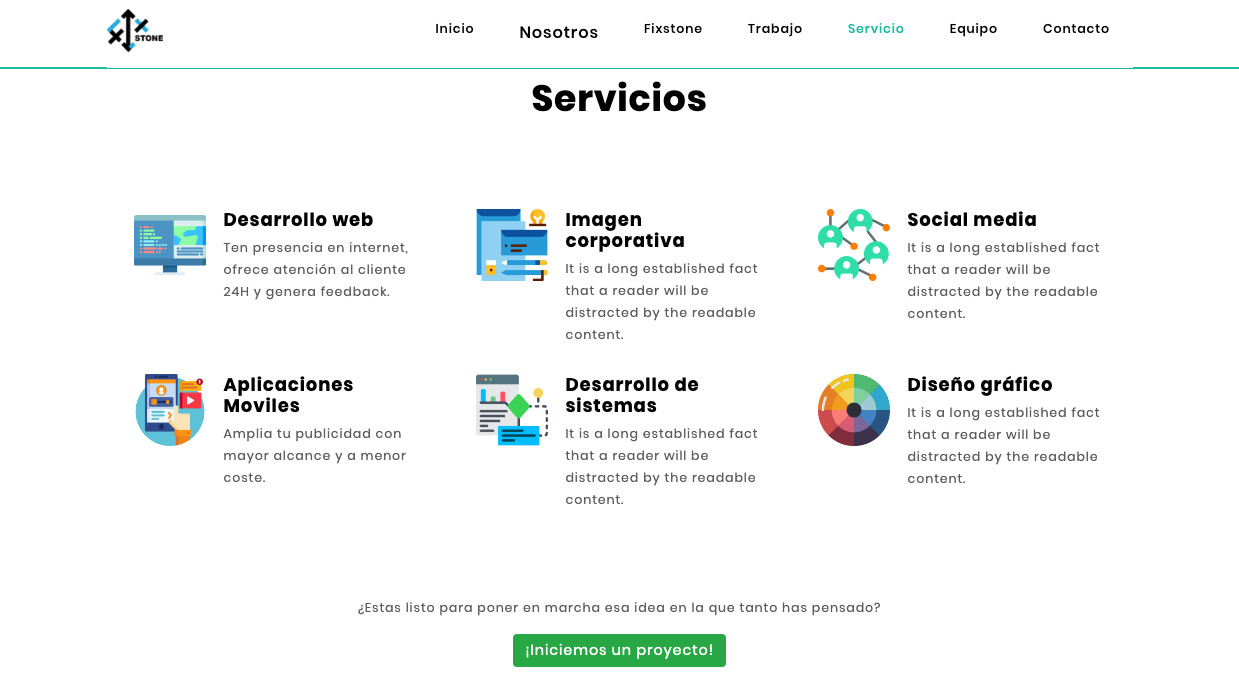 STONE
Inicio Nosotros Fixstone Trabajo Servicio Equipo Contacto
Servicios
Desarrollo web
Ten presencia en internet,
ofrece atención al cliente
24H y genera feedback.
Imagen
corporativa
It is a long established fact
that a reader will be
distracted by the readable
content.
Social media
It is a long established fact
that a reader will be
distracted by the readable
content.
Aplicaciones
Moviles
Amplia tu publicidad con
mayor alcance y a menor
coste.
Desarrollo de
sistemas
It is a long established fact
that a reader will be
distracted by the readable
content.
Diseño gráfico
It is a long established fact
that a reader will be
distracted by the readable
content.
¿Estas listo para poner en marcha esa idea en la que tanto has pensado?
¡Iniciemos un proyecto!